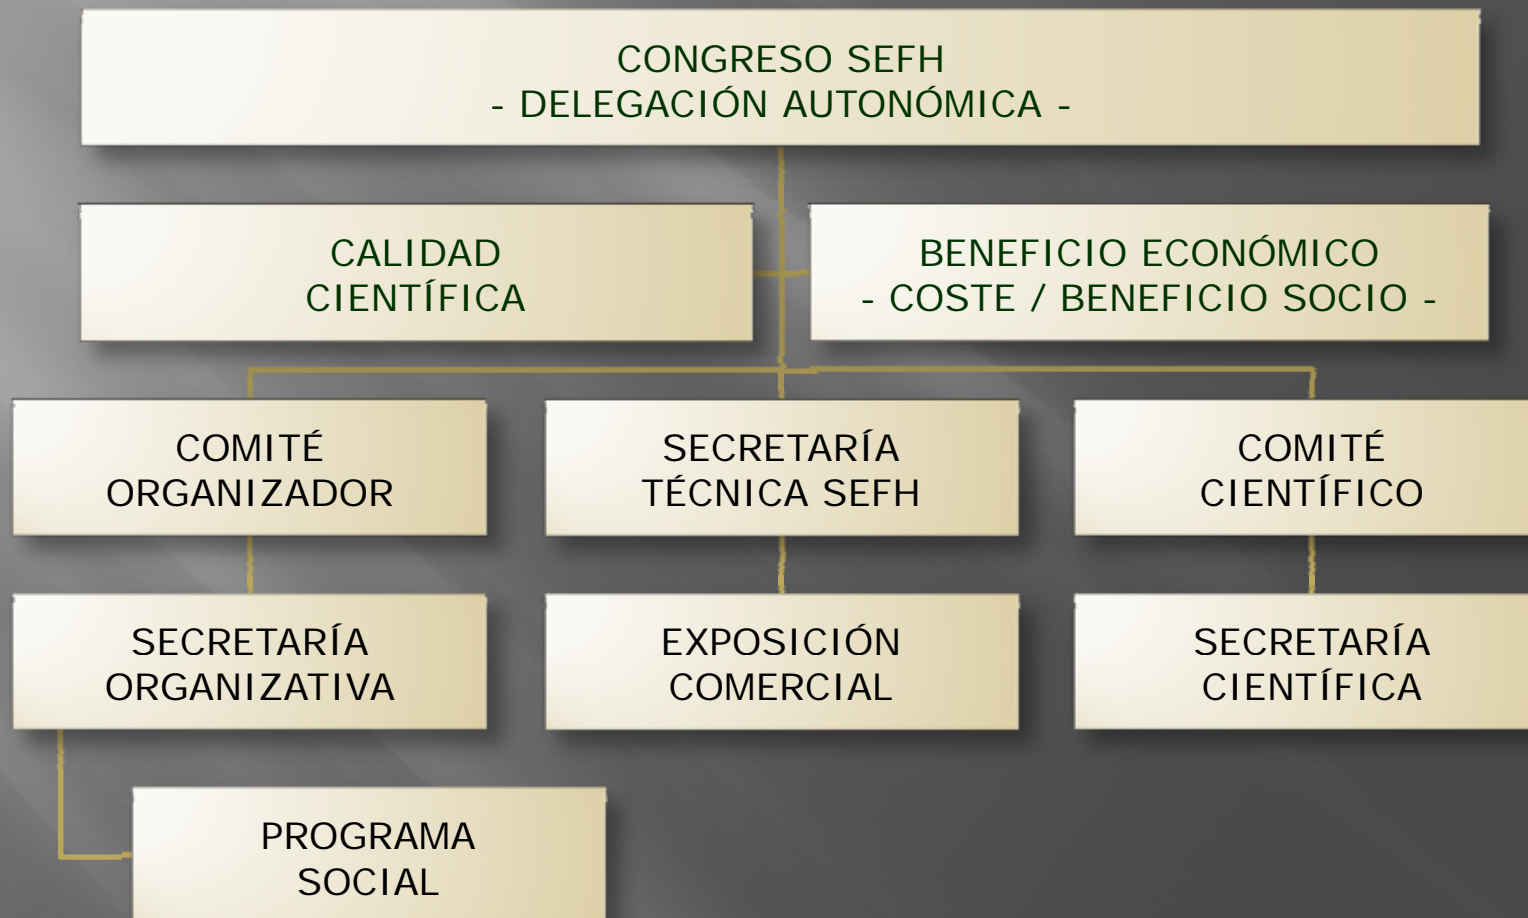 CONGRESO SEFH
- DELEGACIÓN AUTONÓMICA -
CALIDAD
CIENTÍFICA
BENEFICIO ECONÓMICO
- COSTE / BENEFICIO SOCIO -
COMITÉ
ORGANIZADOR
SECRETARÍA
TÉCNICA SEFH
COMITÉ
CIENTÍFICO
SECRETARÍA
ORGANIZATIVA
EXPOSICIÓN
COMERCIAL
SECRETARÍA
CIENTÍFICA
PROGRAMA
SOCIAL